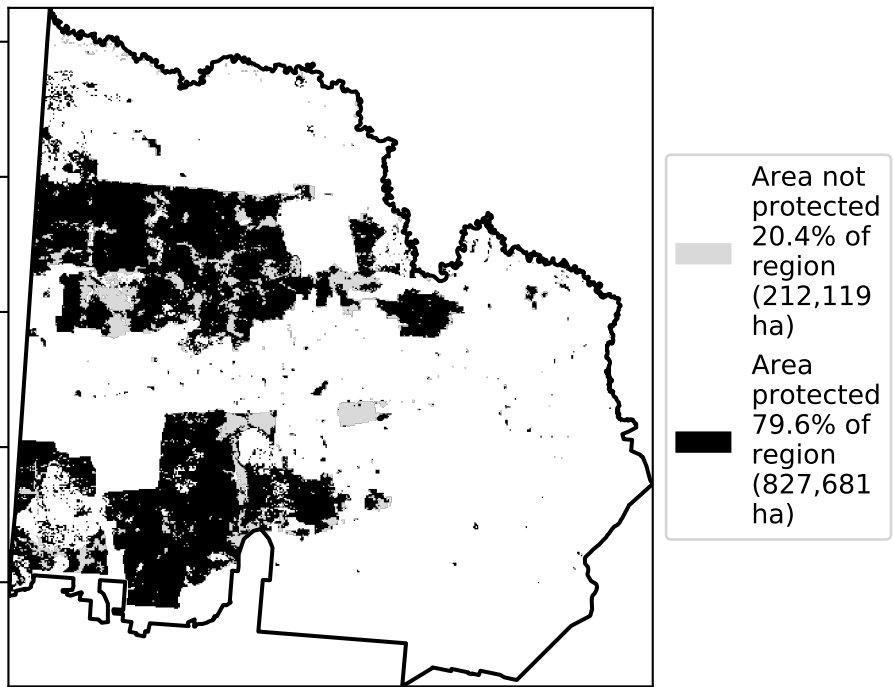 Area not
protected
20.4% of
region
(212,119
ha)
Area
protected
79.6% of
region
(827,681
ha)